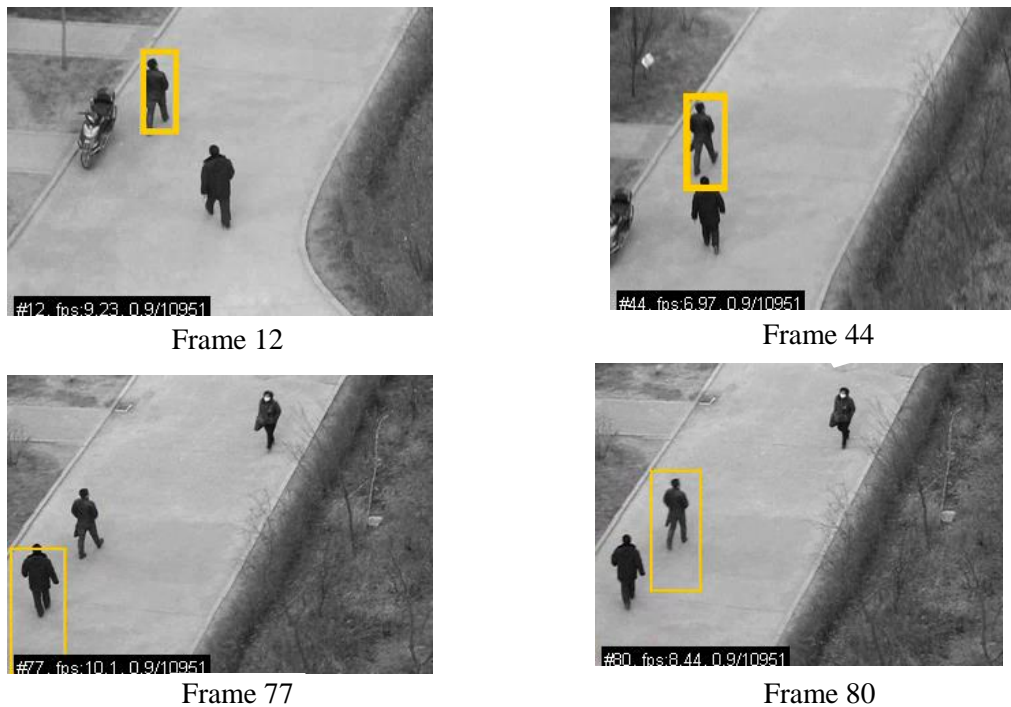 #12, fps:9.23, 0.9/10951
Frame 12
#44, fps:6.97, 0.9/10951
Frame 44
#77, fps:10.1, 0.9/10951
Frame 77
#80, fps:8.44, 0.9/10951
Frame 80